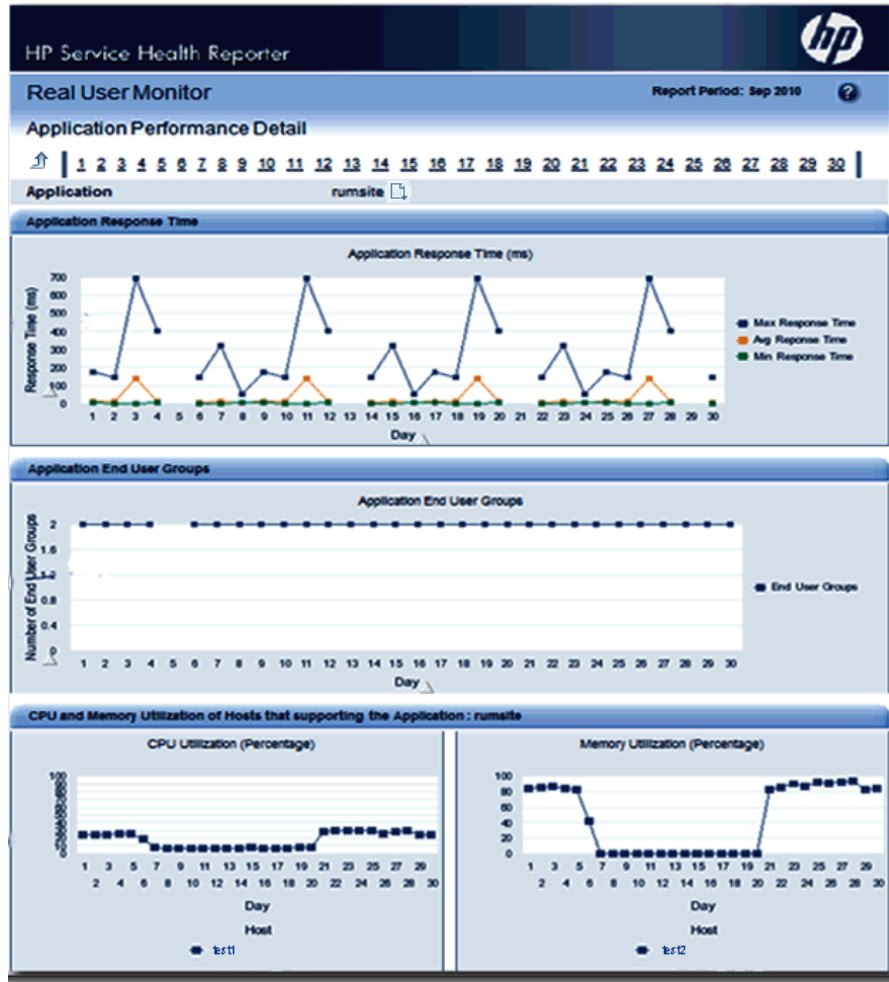 hp
HP Service Health Reporter
Real User Monitor Report Period: Sep 2010 ?
Application Performance Detail
1 2 3 4 5 6 7 8 9 10 11 12 13 14 15 16 17 18 19 20 21 22 23 24 25 26 27 28 29 30
Application rumsite
Application Response Time
Application Response Time (ms)
Response Time (ms)
700
600
500
400
300
200
100
0
1 2 3 4 5 6 7 8 9 10 11 12 13 14 15 16 17 18 19 20 21 22 23 24 25 26 27 28 29 30
Day
Max Response Time
Avg Reponse Time
Min Response Time
Application End User Groups
Application End User Groups
Number of End User Groups
2
1.6
1.2
0.8
0.4
0
1 2 3 4 5 6 7 8 9 10 11 12 13 14 15 16 17 18 19 20 21 22 23 24 25 26 27 28 29 30
Day
End User Groups
CPU and Memory Utilization of Hosts that supporting the Application : rumsite
CPU Utilization (Percentage)
100
0
1 3 5 7 9 11 13 15 17 19 21 23 25 27 29
2 4 6 8 10 12 14 16 18 20 22 24 26 28 30
Day
Host
test1
Memory Utilization (Percentage)
100
80
60
40
20
0
1 3 5 7 9 11 13 15 17 19 21 23 25 27 29
2 4 6 8 10 12 14 16 18 20 22 24 26 28 30
Day
Host
test2